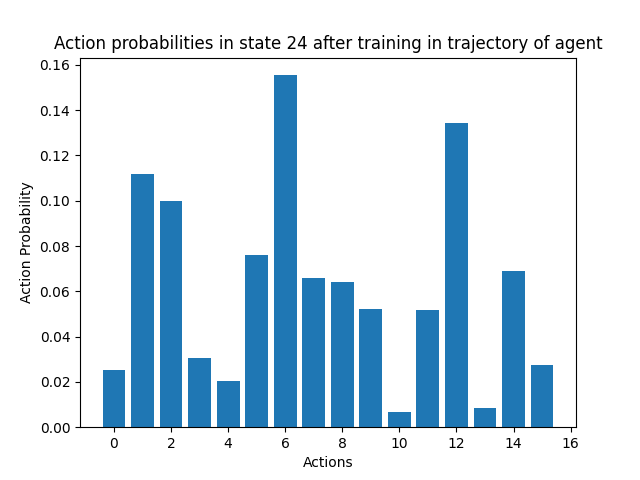 Action probabilities in state 24 after training in trajectory of agent
0.16
0.14
0.12
0.10
0.08
0.06
0.04
0.02
0.00
Action Probability
0 2 4 6 8 10 12 14 16
Actions